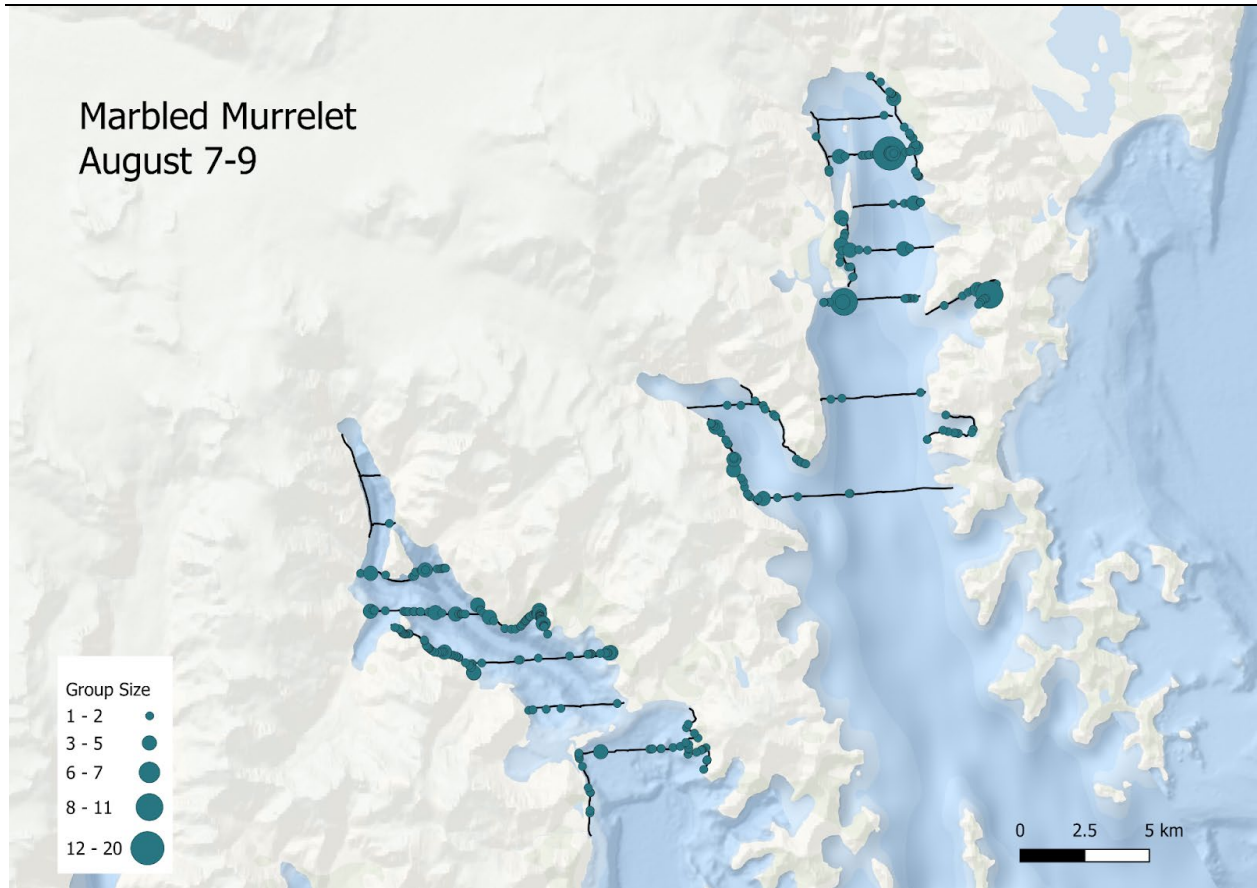 Marbled Murrelet
August 7-9
Group Size
1 - 2
3 - 5
6 - 7
8 - 11
12 - 20
0 2.5 5 km